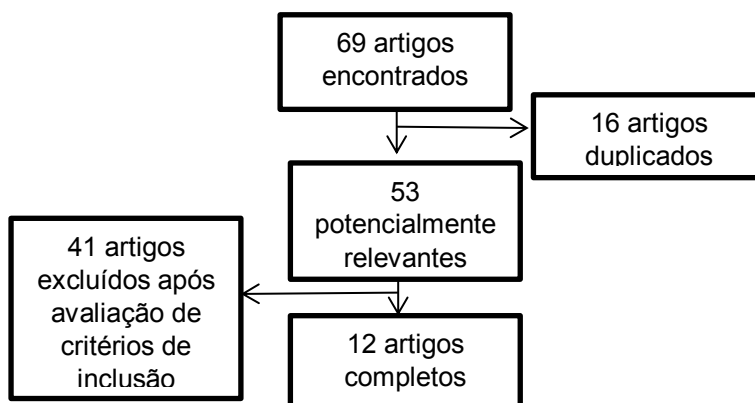 69 artigos
encontrados
16 artigos
duplicados
53
potencialmente
relevantes
41 artigos
excluídos após
avaliação de
critérios de
inclusão
12 artigos
completos